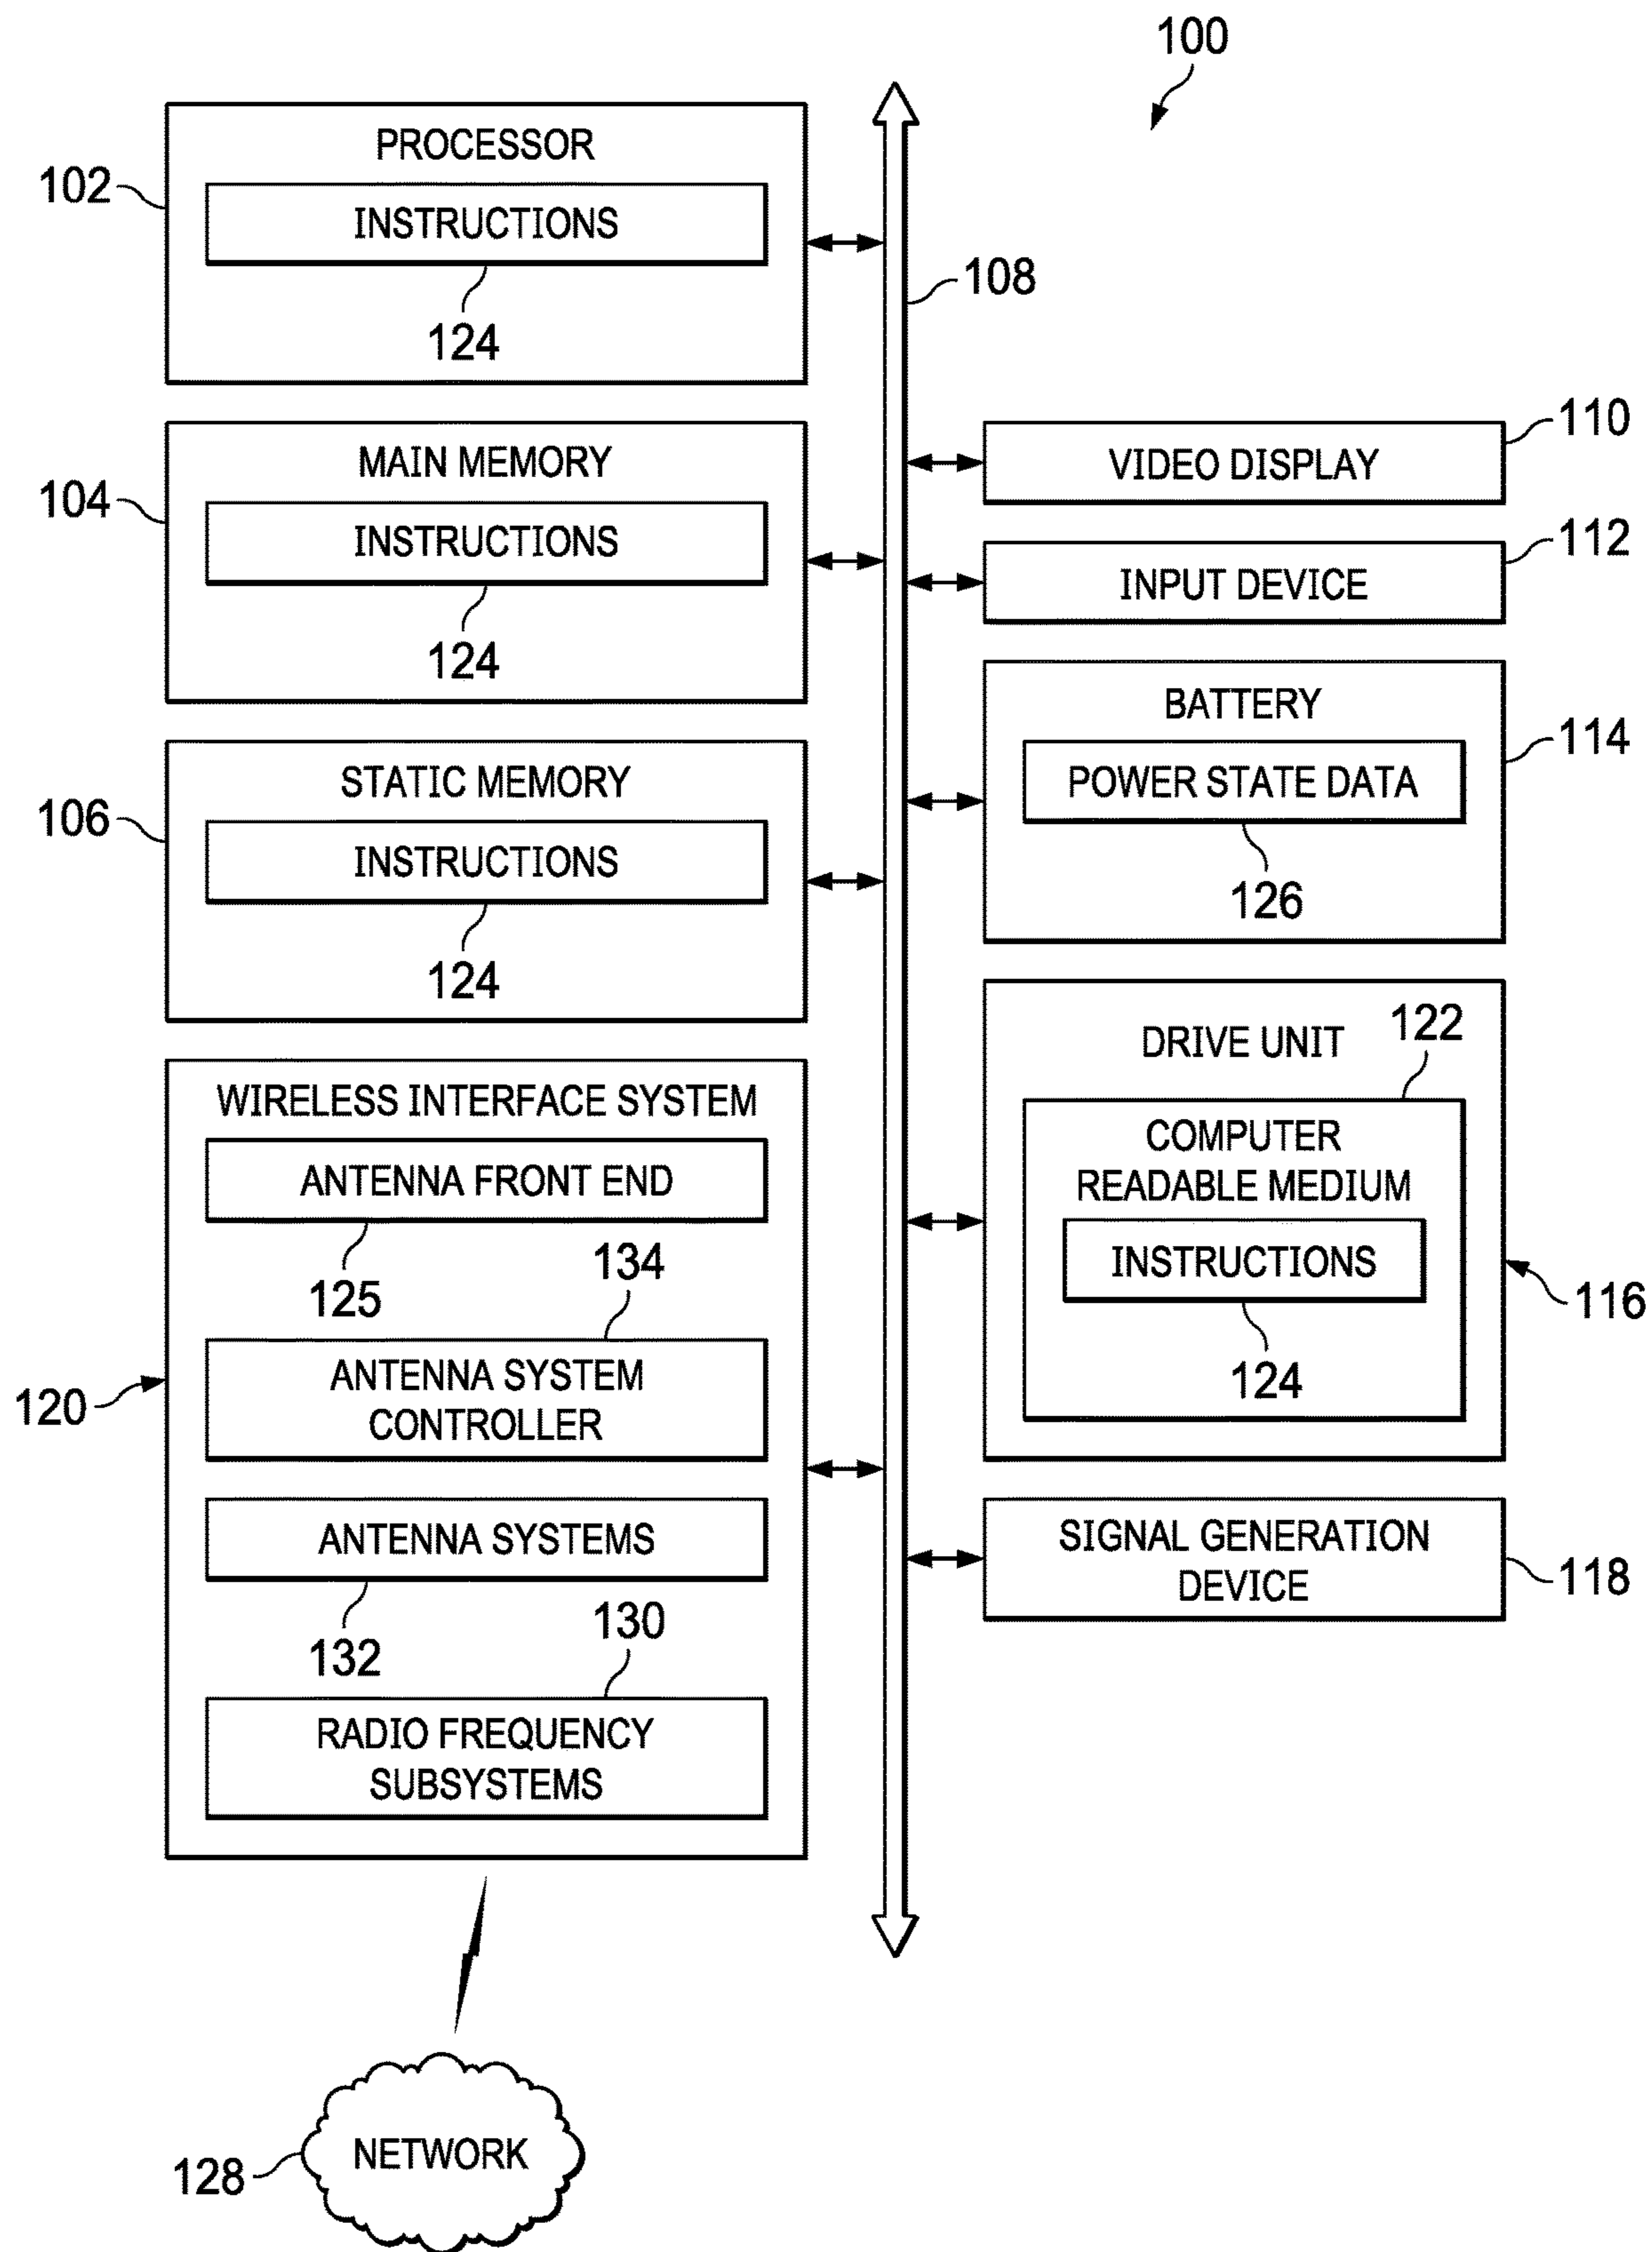 100
PROCESSOR
102
INSTRUCTIONS
124
108
MAIN MEMORY
104
INSTRUCTIONS
124
STATIC MEMORY
106
INSTRUCTIONS
124
WIRELESS INTERFACE SYSTEM
ANTENNA FRONT END
125
134
120
ANTENNA SYSTEM
CONTROLLER
ANTENNA SYSTEMS
132
130
RADIO FREQUENCY
SUBSYSTEMS
128
NETWORK
110
VIDEO DISPLAY
112
INPUT DEVICE
BATTERY
114
POWER STATE DATA
126
122
DRIVE UNIT
COMPUTER
READABLE MEDIUM
INSTRUCTIONS
116
124
SIGNAL GENERATION
DEVICE
118